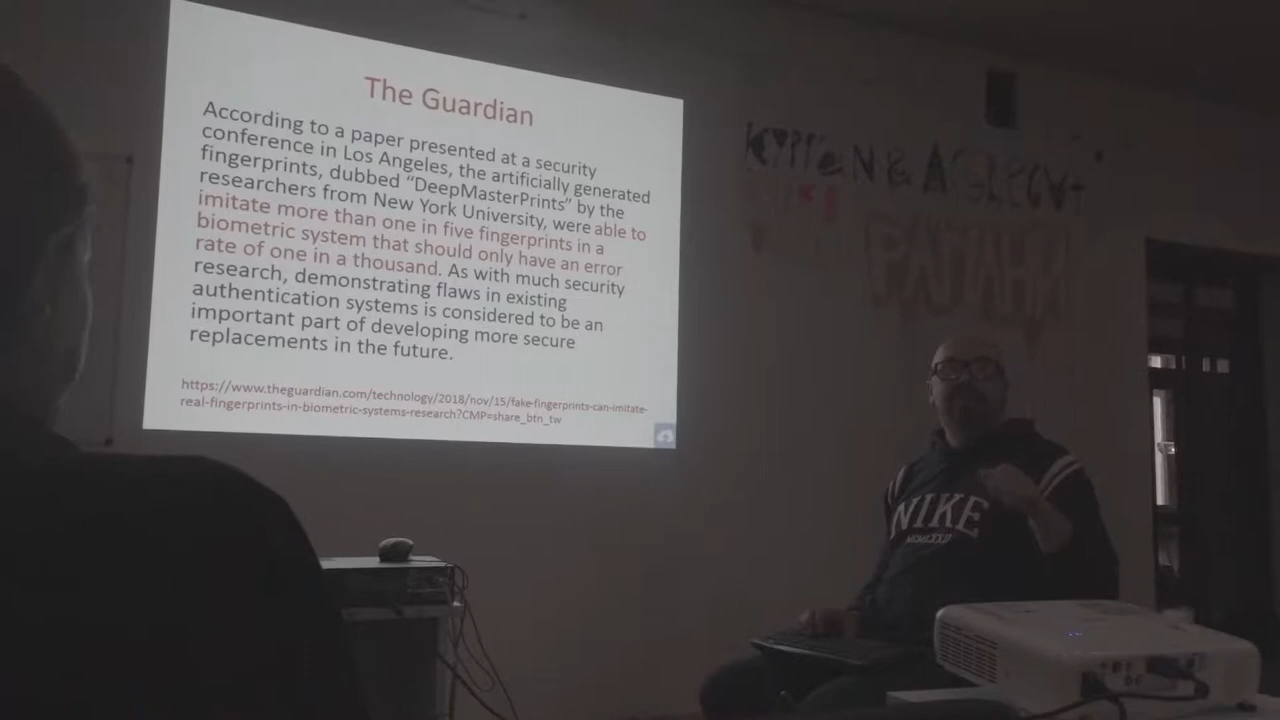 The Guardian
According to a paper presented at a security
conference in Los Angeles, the artificially generated
fingerprints, dubbed “DeepMasterPrints” by the
researchers from New York University, were able to
imitate more than one in five fingerprints in a
biometric system that should only have an error
rate of one in a thousand. As with much security
research, demonstrating flaws in existing
authentication systems is considered to be an
important part of developing more secure
replacements in the future.
https://www.theguardian.com/technology/2018/nov/15/fake-fingerprints-can-imitate-
real-fingerprints-in-biometric-systems-research?CMP=share_btn_tw
NIKE